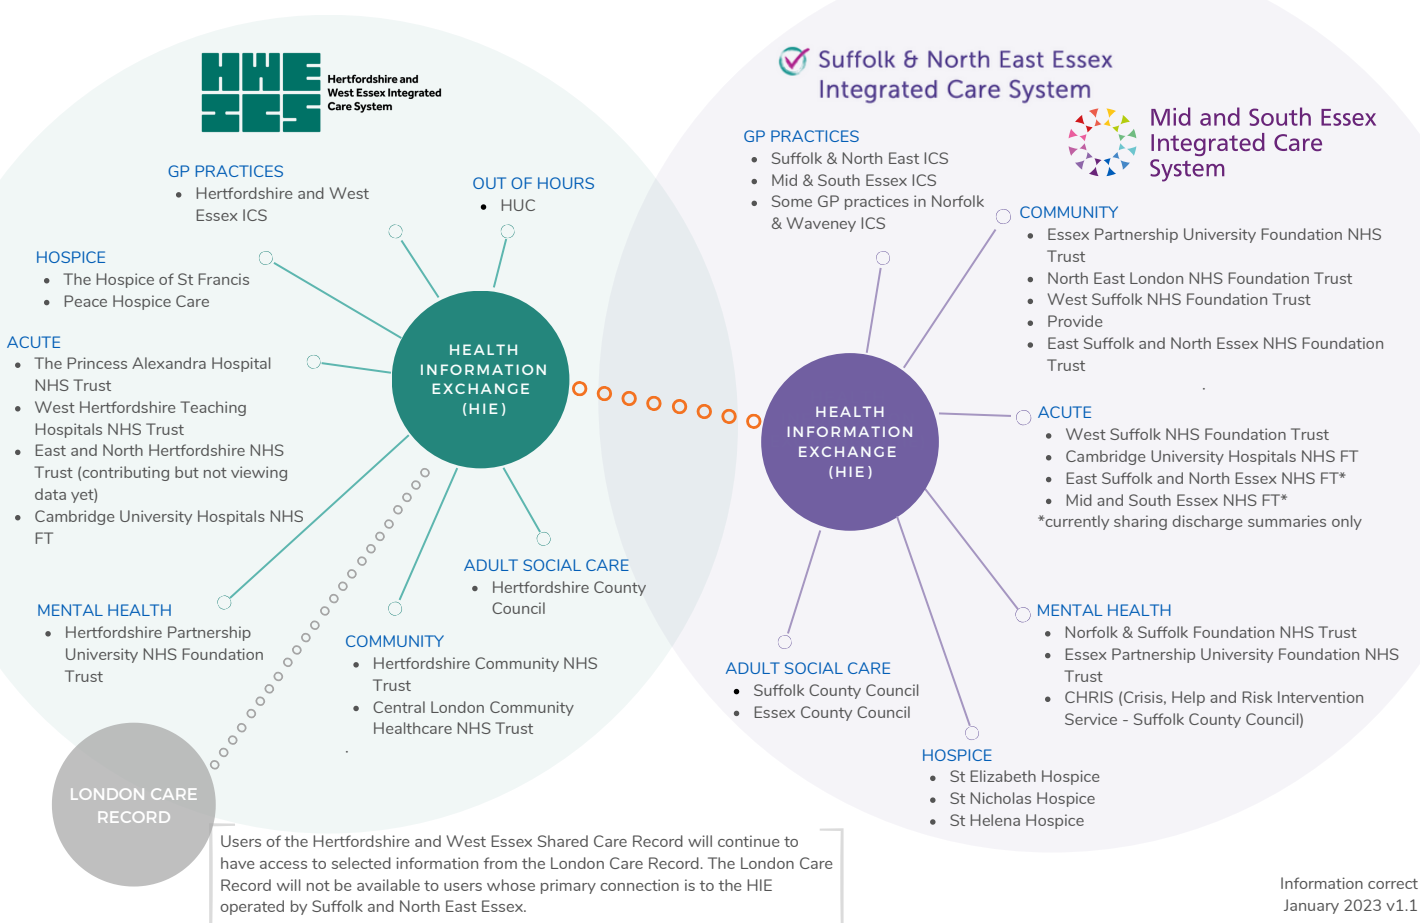 HWE
ICS
Hertfordshire and
West Essex Integrated
Care System
GP PRACTICES
• Hertfordshire and West
Essex ICS
OUT OF HOURS
• HUC
HOSPICE
• The Hospice of St Francis
• Peace Hospice Care
ACUTE
• The Princess Alexandra Hospital
NHS Trust
• West Hertfordshire Teaching
Hospitals NHS Trust
• East and North Hertfordshire NHS
Trust (contributing but not viewing
data yet)
• Cambridge University Hospitals NHS
FT
HEALTH
INFORMATION
EXCHANGE
(HIE)
MENTAL HEALTH
• Hertfordshire Partnership
University NHS Foundation
Trust
COMMUNITY
• Hertfordshire Community NHS
Trust
• Central London Community
Healthcare NHS Trust
.
ADULT SOCIAL CARE
• Hertfordshire County
Council
LONDON CARE
RECORD
Users of the Hertfordshire and West Essex Shared Care Record will continue to
have access to selected information from the London Care Record. The London Care
Record will not be available to users whose primary connection is to the HIE
operated by Suffolk and North East Essex.
Suffolk & North East Essex
Integrated Care System
Mid and South Essex
Integrated Care
System
GP PRACTICES
• Suffolk & North East ICS
• Mid & South Essex ICS
• Some GP practices in Norfolk
& Waveney ICS
COMMUNITY
• Essex Partnership University Foundation NHS
Trust
• North East London NHS Foundation Trust
• West Suffolk NHS Foundation Trust
• Provide
• East Suffolk and North Essex NHS Foundation
Trust
.
HEALTH
INFORMATION
EXCHANGE
(HIE)
ACUTE
• West Suffolk NHS Foundation Trust
• Cambridge University Hospitals NHS FT
• East Suffolk and North Essex NHS FT*
• Mid and South Essex NHS FT*
*currently sharing discharge summaries only
MENTAL HEALTH
• Norfolk & Suffolk Foundation NHS Trust
• Essex Partnership University Foundation NHS
Trust
• CHRIS (Crisis, Help and Risk Intervention
Service - Suffolk County Council)
ADULT SOCIAL CARE
• Suffolk County Council
• Essex County Council
HOSPICE
• St Elizabeth Hospice
• St Nicholas Hospice
• St Helena Hospice
Information correct
January 2023 v1.1